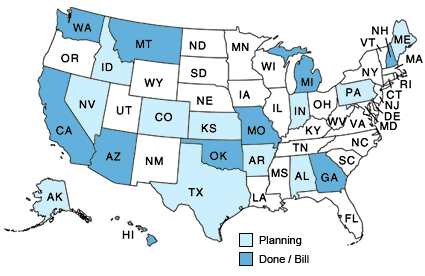 WA
MT
ND
MN
NH
VT
ME
OR
ID
SD
WI
MI
NY
MA
RI
CT
WY
NE
IA
PA
NJ
DE
MD
NV
UT
CO
IL
IN
OH
WV
VA
CA
KS
MO
KY
NC
AZ
NM
OK
AR
TN
SC
MS
AL
GA
TX
LA
FL
AK
HI
Planning
Done / Bill